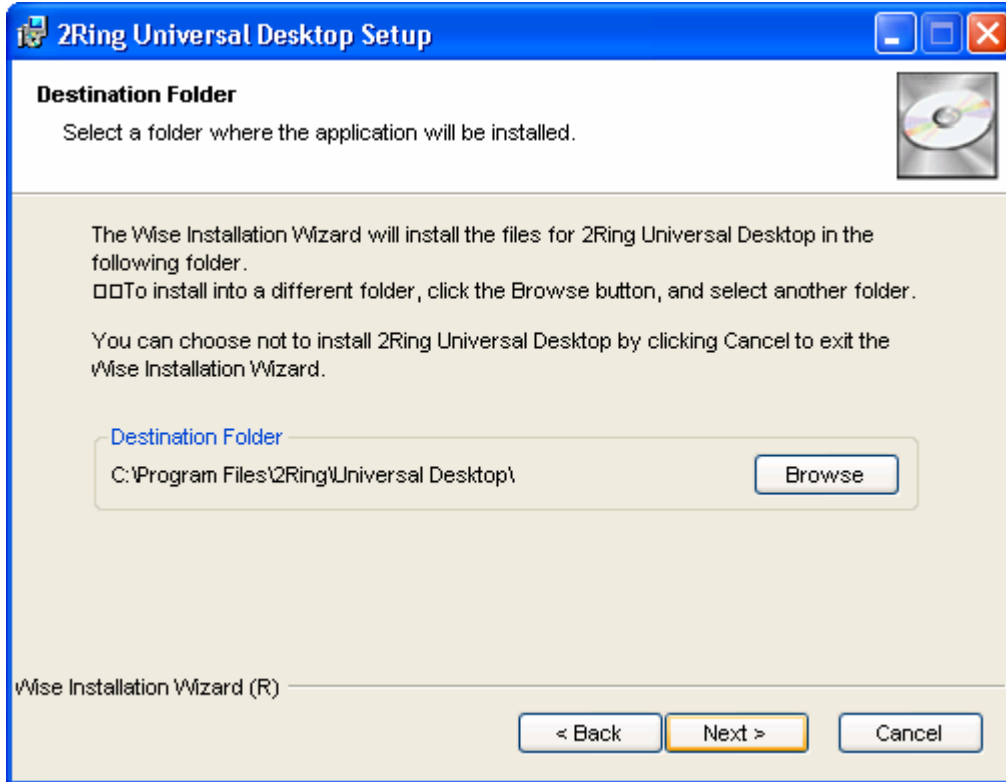 2Ring Universal Desktop Setup
Destination Folder
Select a folder where the application will be installed.
The Wise Installation Wizard will install the files for 2Ring Universal Desktop in the
following folder.
□□To install into a different folder, click the Browse button, and select another folder.
You can choose not to install 2Ring Universal Desktop by clicking Cancel to exit the
Wise Installation Wizard.
Destination Folder
C:\Program Files\2Ring\Universal Desktop\
Browse
Wise Installation Wizard (R)
< Back
Next >
Cancel